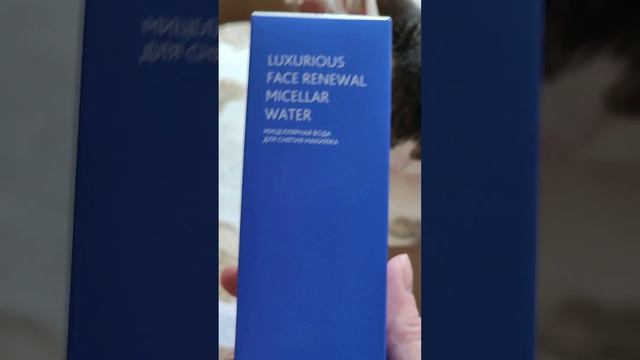 LUXURIOUS
FACE RENEWAL
MICELLAR
WATER
МИЦЕЛЛЯРНАЯ ВОДА
ДЛЯ СНЯТИЯ МАКИЯЖА